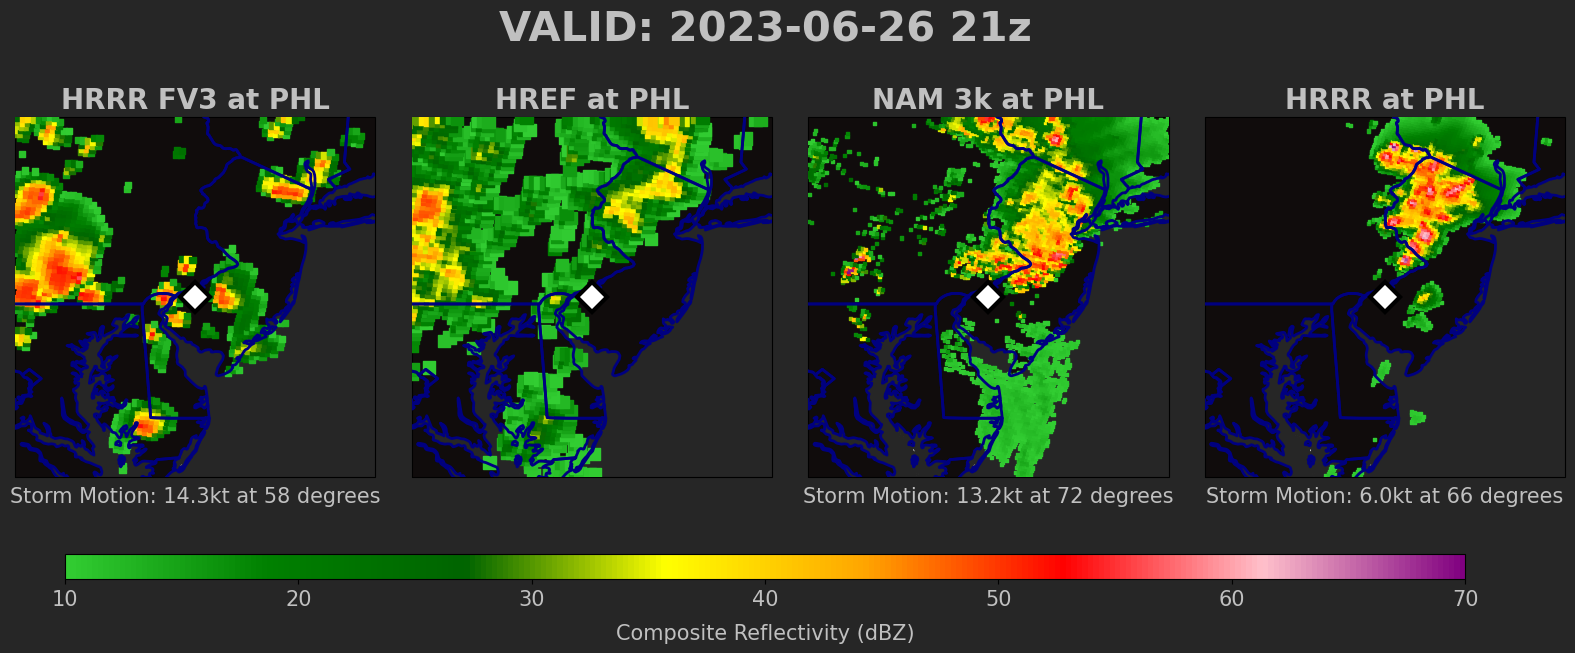 VALID: 2023-06-26 21z
HRRR FV3 at PHL
HREF at PHL
NAM 3k at PHL
HRRR at PHL
Storm Motion: 14.3kt at 58 degrees
Storm Motion: 13.2kt at 72 degrees
Storm Motion: 6.0kt at 66 degrees
10 20 30 40 50 60 70
Composite Reflectivity (dBZ)